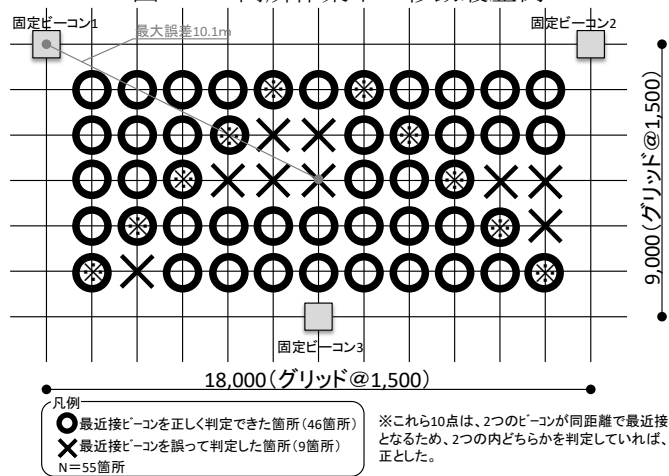 固定ビーコン1
固定ビーコン2
最大誤差10.1m
9,000(グリッド@1,500)
固定ビーコン3
18,000(グリッド@1,500)
凡例
最近接ビーコンを正しく判定できた箇所(46箇所)
最近接ビーコンを誤って判定した箇所(9箇所)
N=55箇所
※これら10点は、2つのビーコンが同距離で最近接
となるため、2つの内どちらかを判定していれば、
正とした。